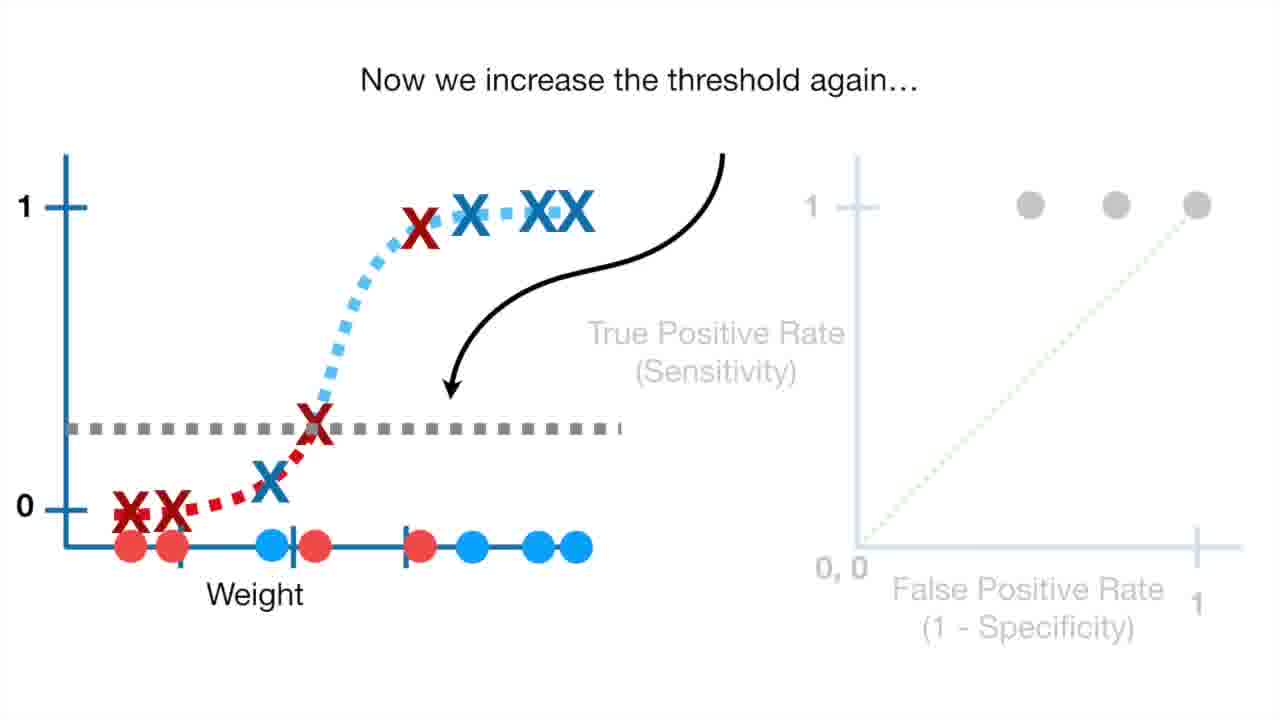 Now we increase the threshold again...
1
0
Weight
1
True Positive Rate
(Sensitivity)
0, 0
False Positive Rate
(1 - Specificity)
1